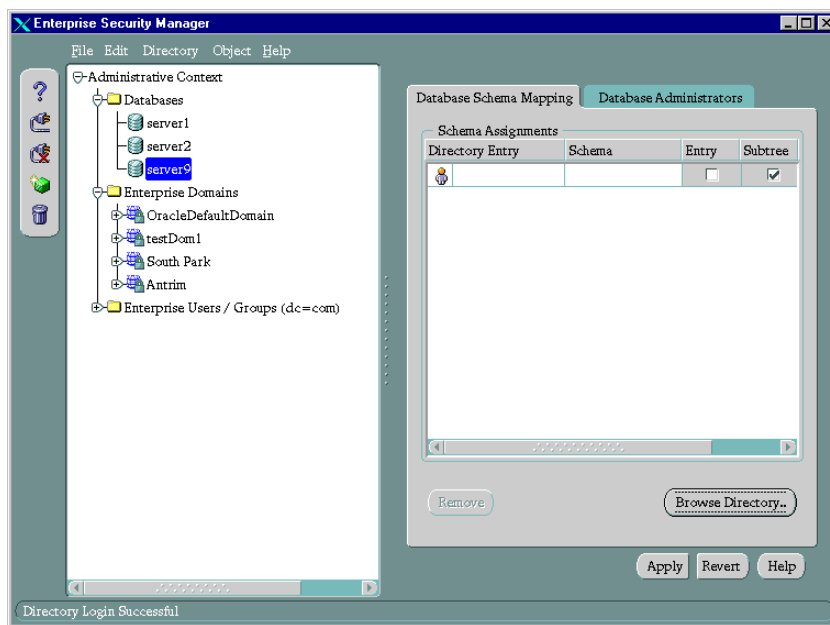 Enterprise Security Manager
File Edit Directory Object Help
Administrative Context
Databases
server1
server2
server9
Enterprise Domains
OracleDefaultDomain
testDom1
South Park
Antrim
Enterprise Users / Groups (dc=com)
Database Schema Mapping Database Administrators
Schema Assignments
Directory Entry Schema Entry Subtree
Remove Browse Directory..
Apply Revert Help
Directory Login Successful